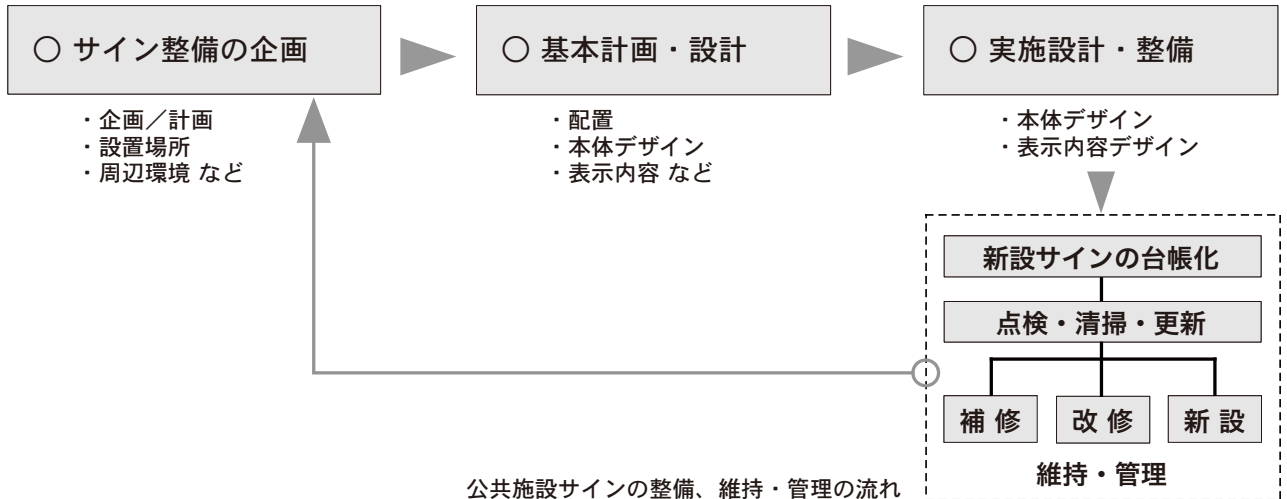 ○ サイン整備の企画
・企画／計画
・設置場所
・周辺環境 など
○ 基本計画・設計
・配置
・本体デザイン
・表示内容 など
○ 実施設計・整備
・本体デザイン
・表示内容デザイン
新設サインの台帳化
点検・清掃・更新
補 修
改 修
新 設
維持・管理
公共施設サインの整備、維持・管理の流れ